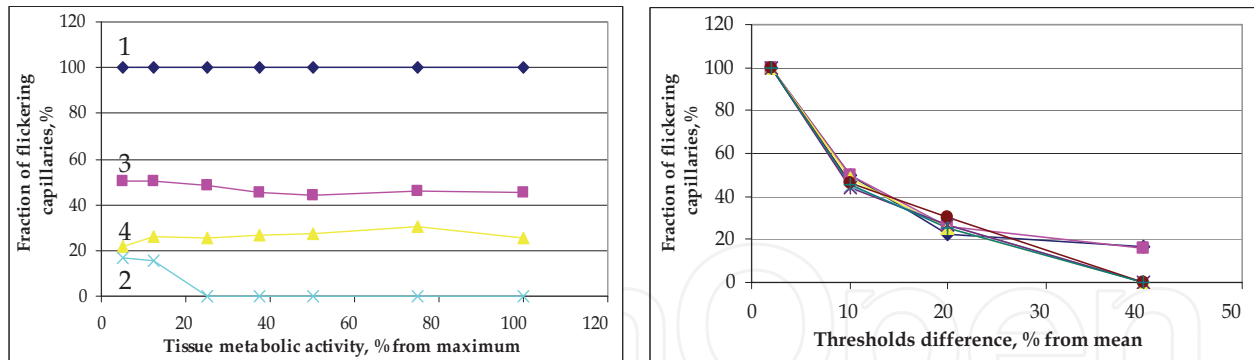 120
100
80
60
40
20
0
Fraction of flickering
capillaries,%
1
3
4
2
0 20 40 60 80 100 120
Tissue metabolic activity, % from maximum
120
100
80
60
40
20
0
Fraction of flickering
capillaries,%
0 10 20 30 40 50
Thresholds difference, % from mean